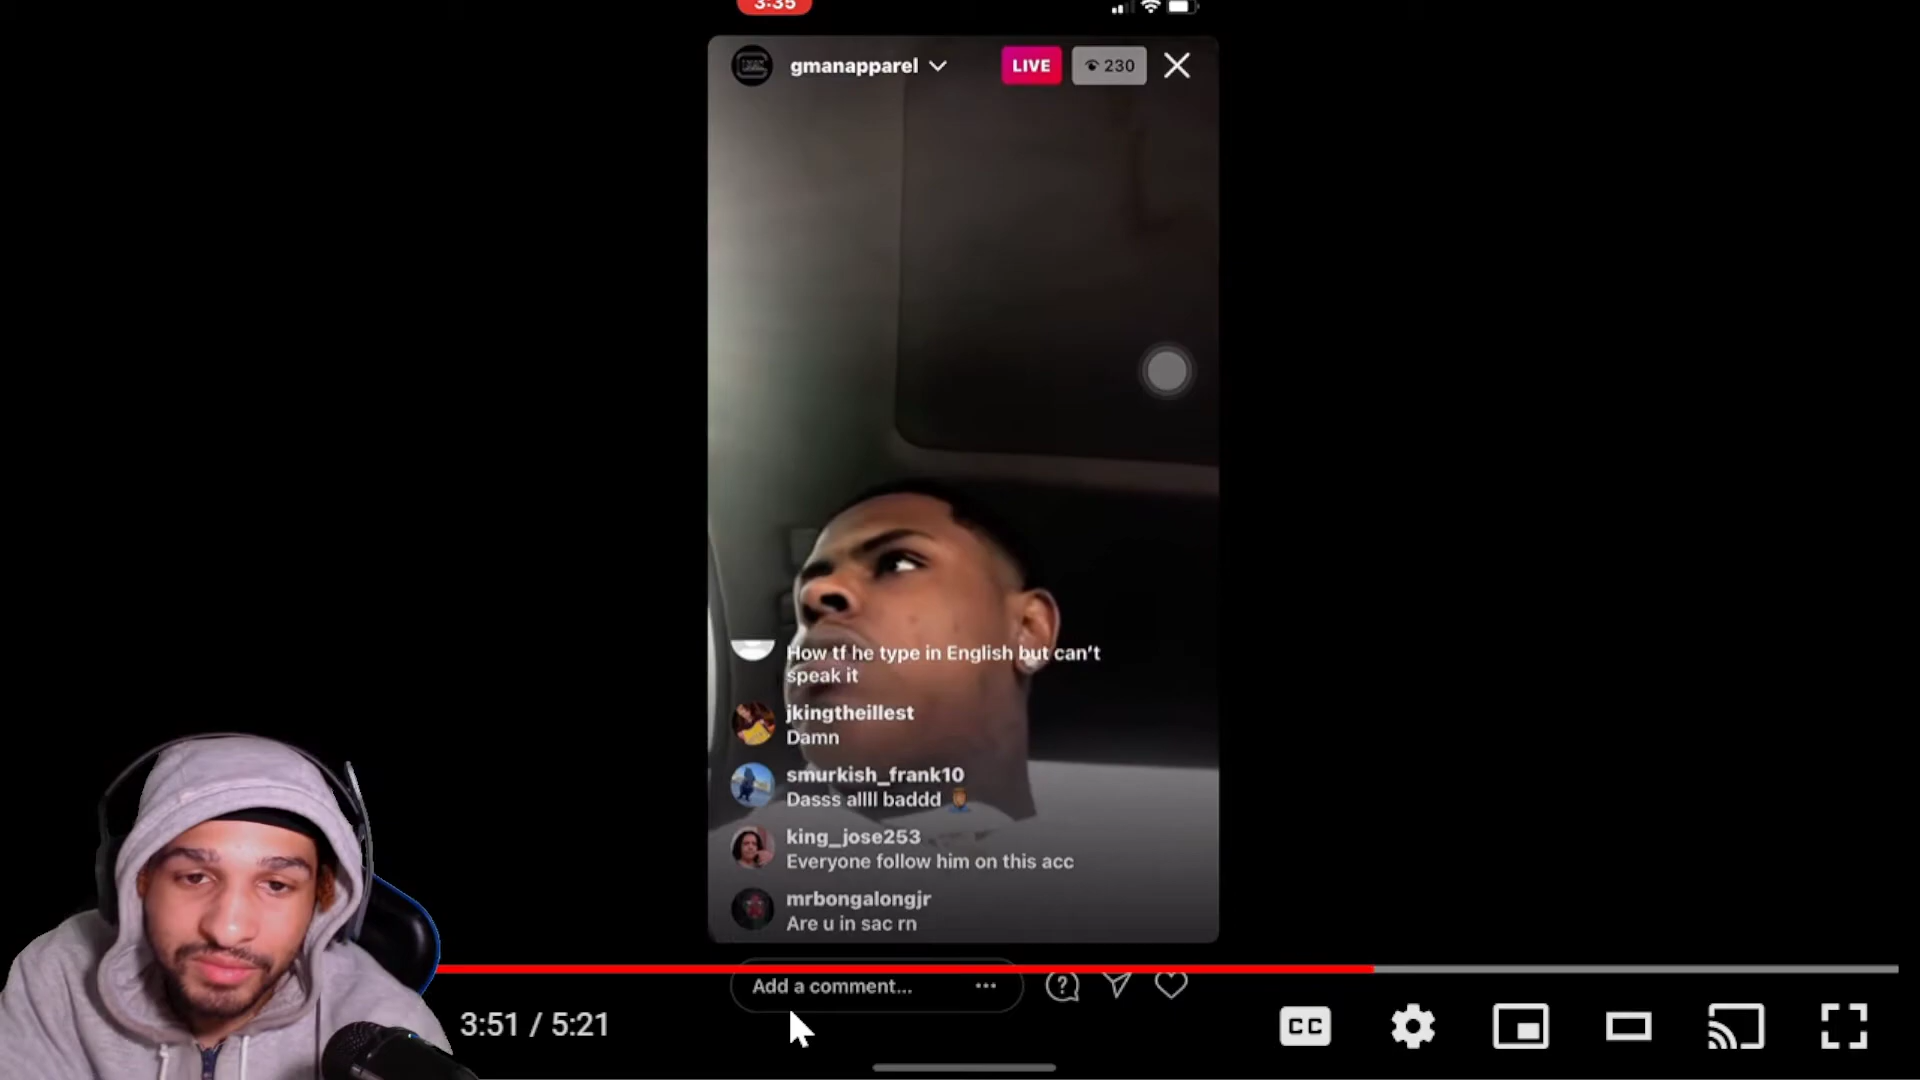 3:35
gmanapparel
LIVE
230
How tf he type in English but can't
speak it
jkingtheillest
Damn
smurkish_frank10
Dasss allll baddd
king_jose253
Everyone follow him on this acc
mrbongalongjr
Are u in sac rn
Add a comment...
3:51 / 5:21
CC